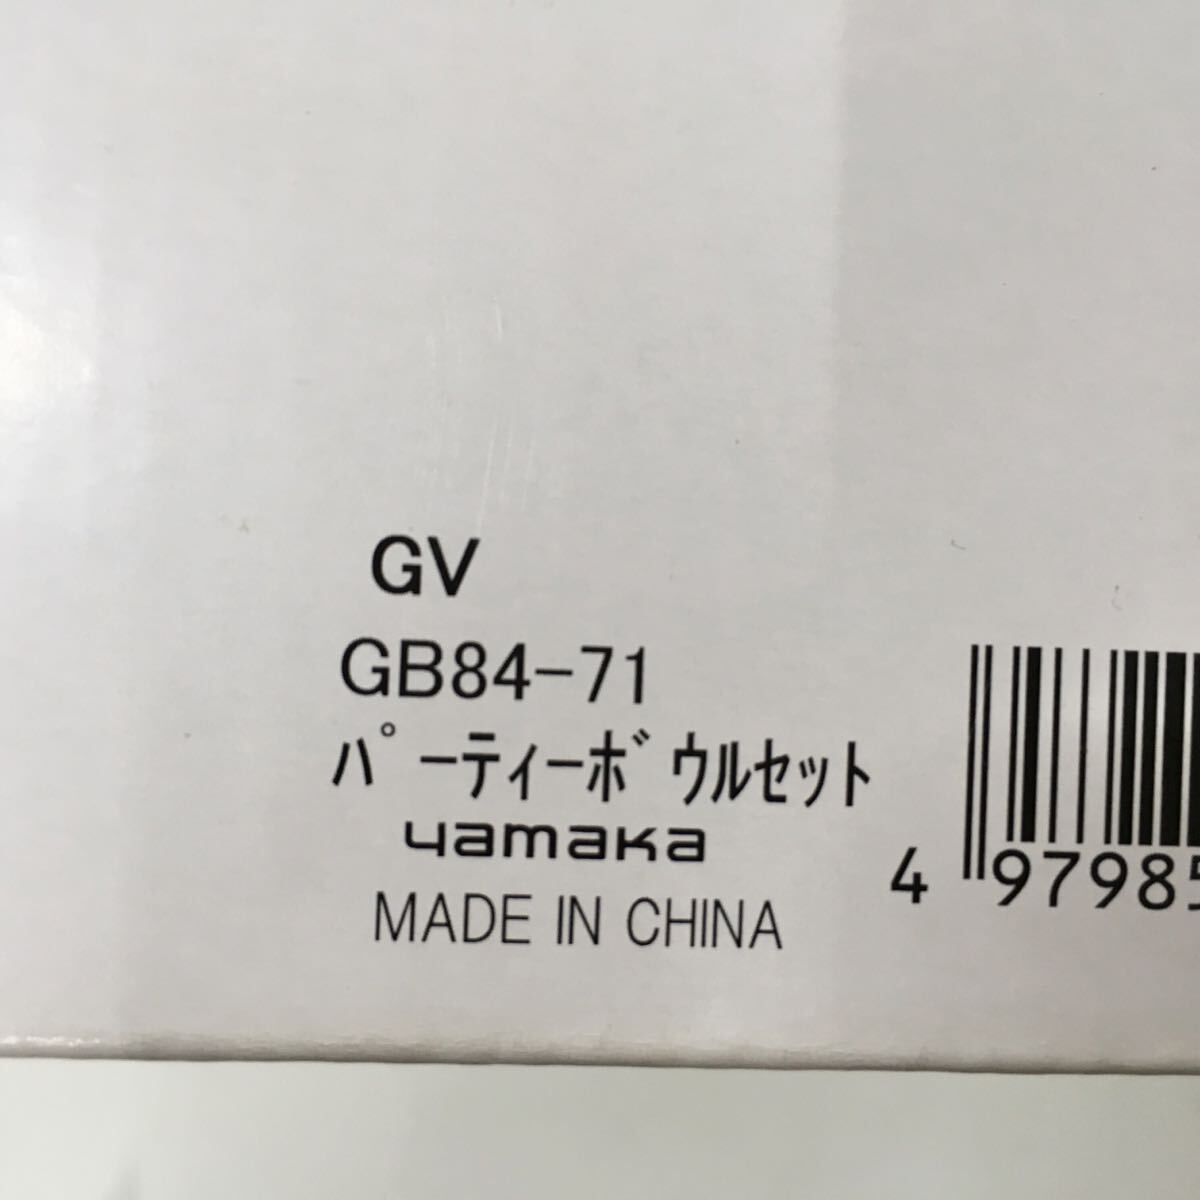 GV
GB84-71
パーティーボウルセット
yamaka
MADE IN CHINA
4 9798